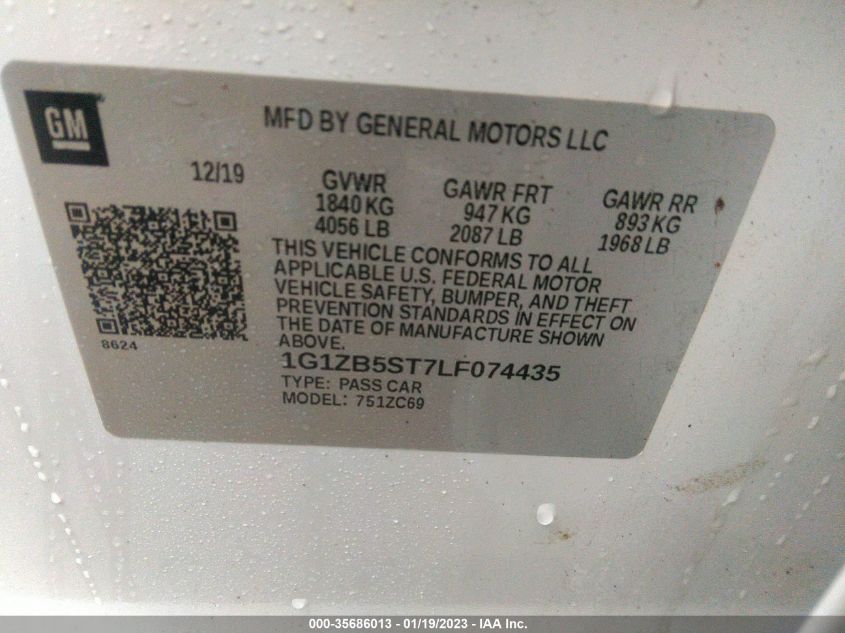 GM
MFD BY GENERAL MOTORS LLC
12/19
GVWR
1840 KG
4056 LB
GAWR FRT
947 KG
2087 LB
GAWR RR
893 KG
1968 LB
THIS VEHICLE CONFORMS TO ALL
APPLICABLE U.S. FEDERAL MOTOR
VEHICLE SAFETY, BUMPER, AND THEFT
PREVENTION STANDARDS IN EFFECT ON
THE DATE OF MANUFACTURE SHOWN
ABOVE.
8624
1G1ZB5ST7LF074435
TYPE: PASS CAR
MODEL: 751ZC69
000-35686013 - 01/19/2023 - IAA Inc.